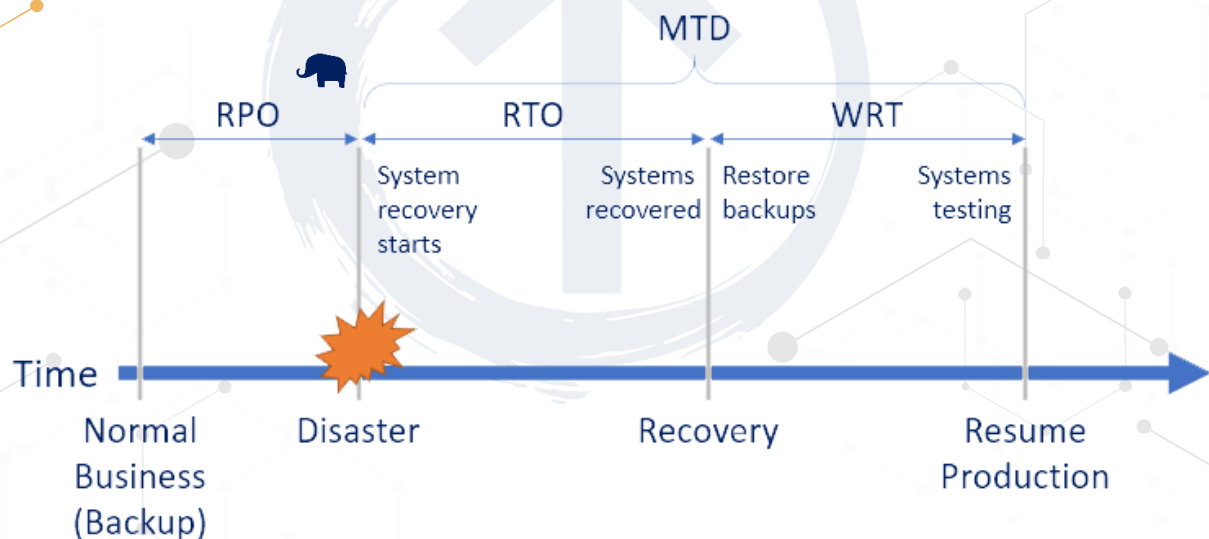 MTD
RPO
RTO
WRT
System
recovery
starts
Systems
recovered
Restore
backups
Systems
testing
Time
Normal
Business
(Backup)
Disaster
Recovery
Resume
Production